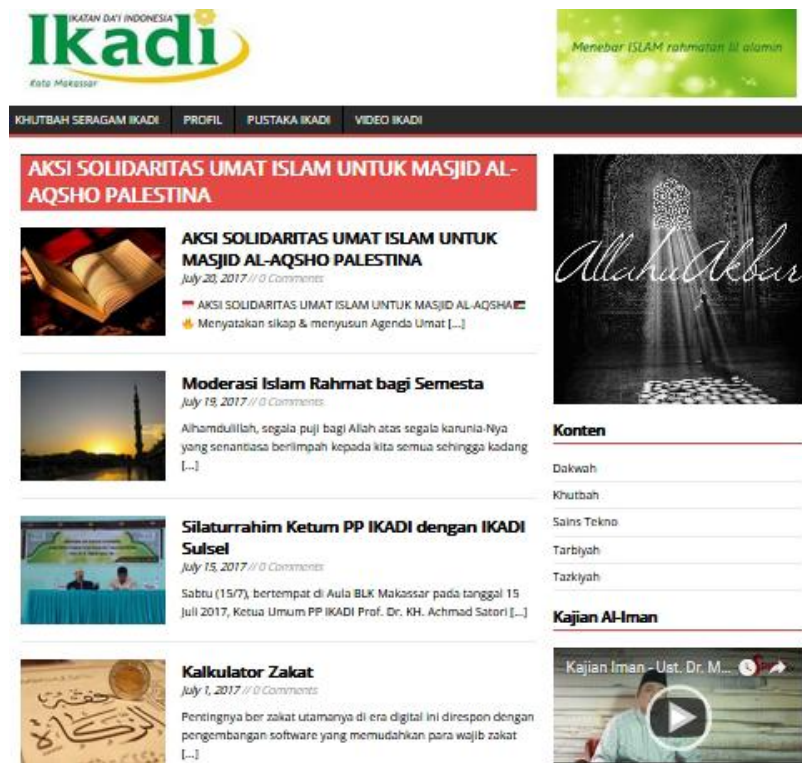 IKATAN DA'I INDONESIA
Ikadi
Kota Makassar
Menebar ISLAM rahmatan lil alamin
KHUTBAH SERAGAM IKADI PROFIL PUSTAKA IKADI VIDEO IKADI
AKSI SOLIDARITAS UMAT ISLAM UNTUK MASJID AL-
AQSHO PALESTINA
AKSI SOLIDARITAS UMAT ISLAM UNTUK
MASJID AL-AQSHO PALESTINA
July 20, 2017 // 0 Comments
AKSI SOLIDARITAS UMAT ISLAM UNTUK MASJID AL-AQSHA
Menyatakan sikap & menyusun Agenda Umat [...]
Moderasi Islam Rahmat bagi Semesta
July 19, 2017 // 0 Comments
Alhamdulillah, segala puji bagi Allah atas segala karunia-Nya
yang senantiasa berlimpah kepada kita semua sehingga kadang
[...]
Silaturrahim Ketum PP IKADI dengan IKADI
Sulsel
July 15, 2017 // 0 Comments
Sabtu (15/7), bertempat di Aula BLK Makassar pada tanggal 15
Juli 2017, Ketua Umum PP IKADI Prof. Dr. KH. Achmad Satori [...]
فقه
الزكاة
Kalkulator Zakat
July 1, 2017 // 0 Comments
Pentingnya ber zakat utamanya di era digital ini direspon dengan
pengembangan software yang memudahkan para wajib zakat
[...]
Allahu Akbar
Konten
Dakwah
Khutbah
Sains Tekno
Tarbiyah
Tazkiyah
Kajian Al-Iman
Kajian Iman - Ust. Dr. M...